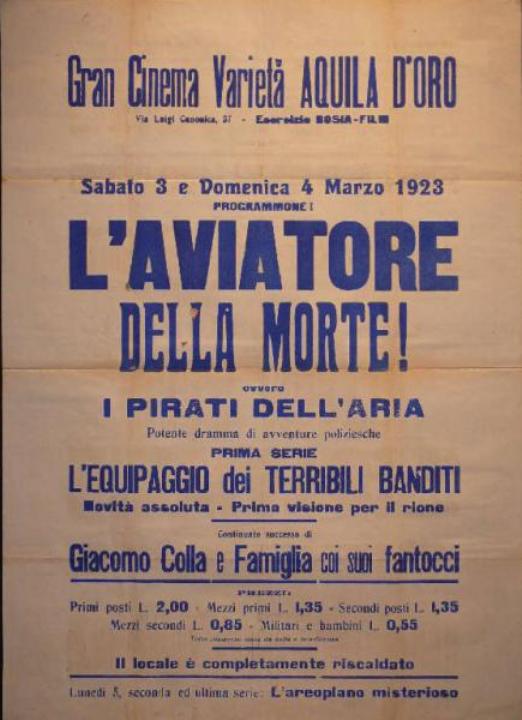 Gran Cinema Varietà AQUILA D'ORO
Via Luigi Canonica, 37 - Esercizio BOSIA-FILM
Sabato 3 e Domenica 4 Marzo 1923
PROGRAMMONE!
L'AVIATORE
DELLA MORTE!
ovvero
I PIRATI DELL'ARIA
Potente dramma di avventure poliziesche
PRIMA SERIE
L'EQUIPAGGIO dei TERRIBILI BANDITI
Novità assoluta - Prima visione per il rione
Continuato successo di
Giacomo Colla e Famiglia coi suoi fantocci
PREZZI:
Primi posti L. 2,00 - Mezzi primi L. 1,35 - Secondi posti L. 1,35
Mezzi secondi L. 0,85 - Militari e bambini L. 0,55
Il locale è completamente riscaldato
Lunedì 5, seconda ed ultima serie: L'areoplano misterioso